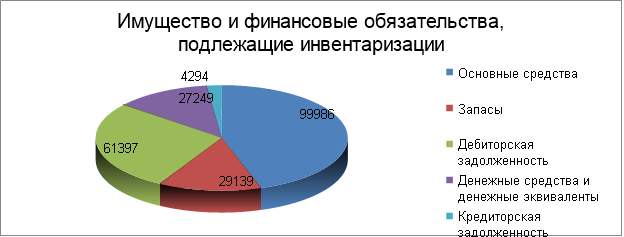 Имущество и финансовые обязательства,
подлежащие инвентаризации
4294
27249
99986
61397
29139
Основные средства
Запасы
Дебиторская
задолженность
Денежные средства и
денежные эквиваленты
Кредиторская
задолженность